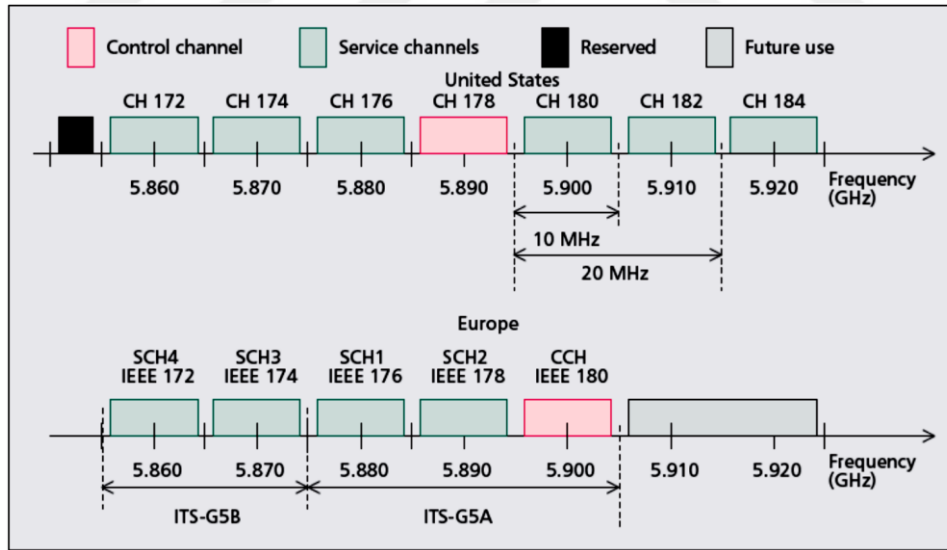 Control channel Service channels Reserved Future use
United States
CH 172 CH 174 CH 176 CH 178 CH 180 CH 182 CH 184
5.860 5.870 5.880 5.890 5.900 5.910 5.920 Frequency
(GHz)
10 MHz
20 MHz
Europe
SCH4 SCH3 SCH1 SCH2 CCH
IEEE 172 IEEE 174 IEEE 176 IEEE 178 IEEE 180
5.860 5.870 5.880 5.890 5.900 5.910 5.920 Frequency
(GHz)
ITS-G5B ITS-G5A